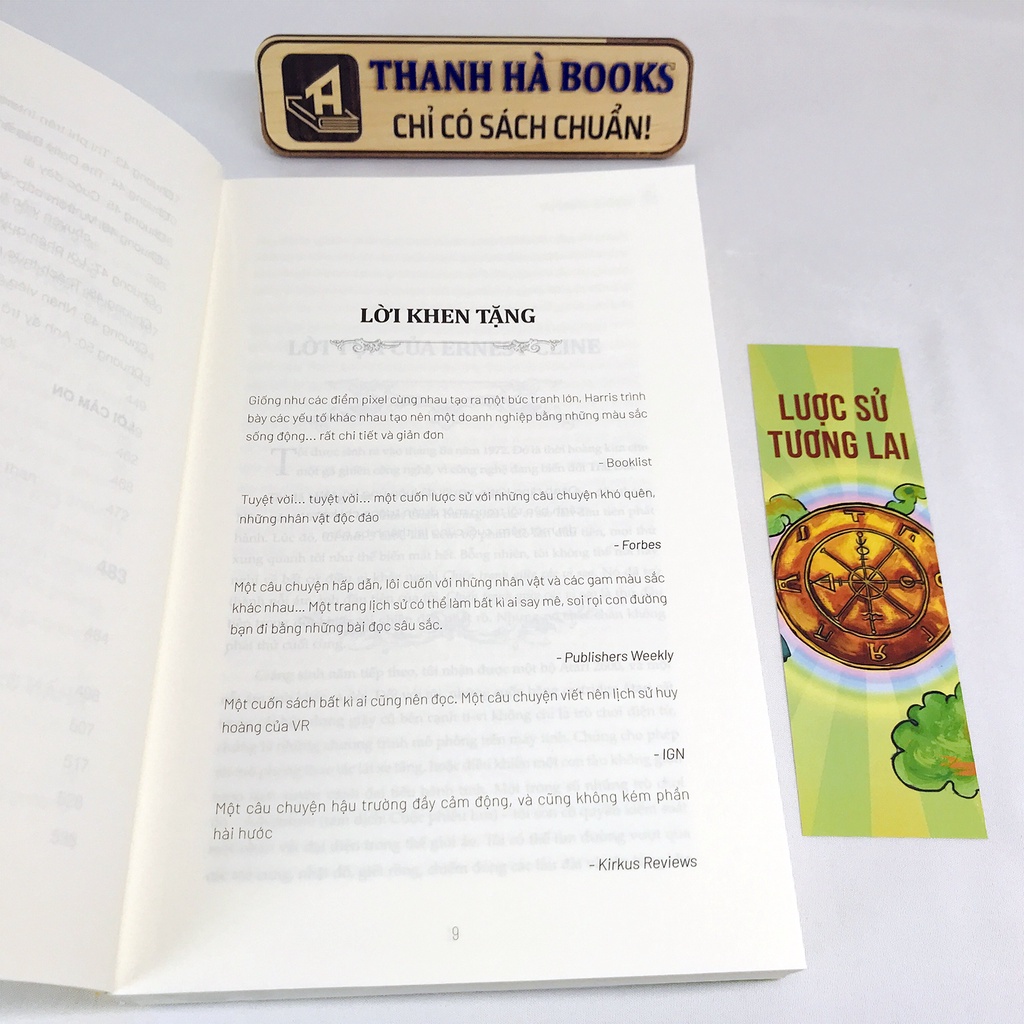 THANH HÀ BOOKS
CHỈ CÓ SÁCH CHUẨN!
LỜI KHEN TẶNG
Giống như các điểm pixel cùng nhau tạo ra một bức tranh lớn, Harris trình
bày các yếu tố khác nhau tạo nên một doanh nghiệp bằng những màu sắc
sống động... rất chi tiết và giản đơn
- Booklist
Tuyệt vời... tuyệt vời... một cuốn lược sử với những câu chuyện khó quên,
những nhân vật độc đáo
- Forbes
Một câu chuyện hấp dẫn, lôi cuốn với những nhân vật và các gam màu sắc
khác nhau... Một trang lịch sử có thể làm bất kì ai say mê, soi rọi con đường
bạn đi bằng những bài đọc sâu sắc.
- Publishers Weekly
Một cuốn sách bất kì ai cũng nên đọc. Một câu chuyện viết nên lịch sử huy
hoàng của VR
- IGN
Một câu chuyện hậu trường đầy cảm động, và cũng không kém phần
hài hước
- Kirkus Reviews
9
LƯỢC SỬ
TƯƠNG LAI